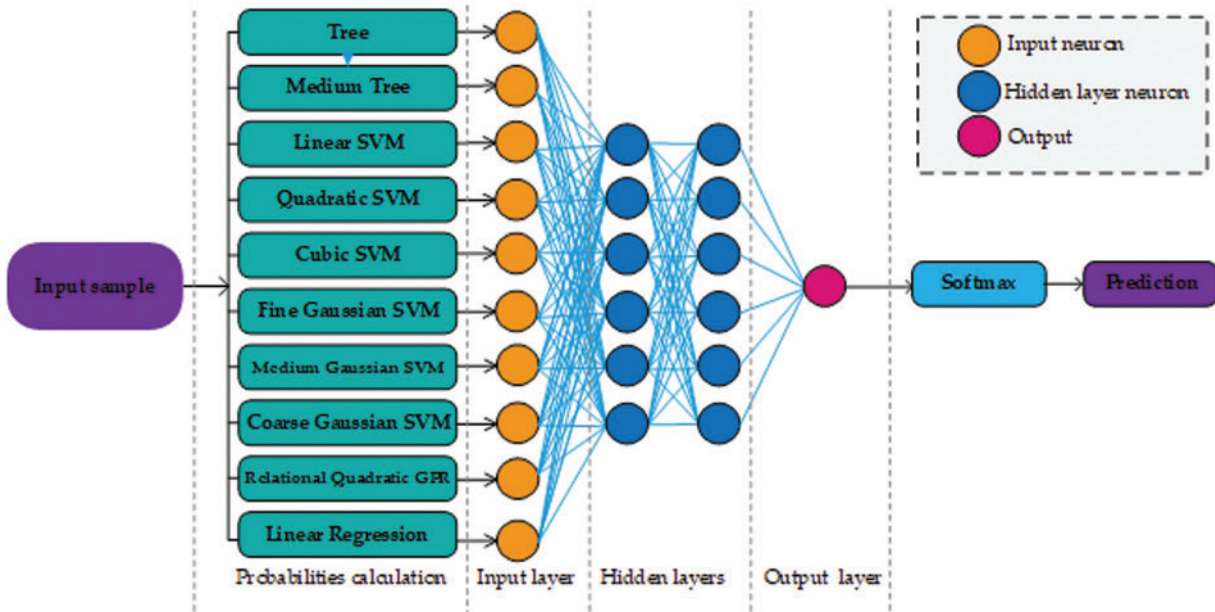 Input sample
Tree
Medium Tree
Linear SVM
Quadratic SVM
Cubic SVM
Fine Gaussian SVM
Medium Gaussian SVM
Coarse Gaussian SVM
Relational Quadratic GPR
Linear Regression
Probabilities calculation
Input layer
Hidden layers
Output layer
Softmax
Prediction
Input neuron
Hidden layer neuron
Output